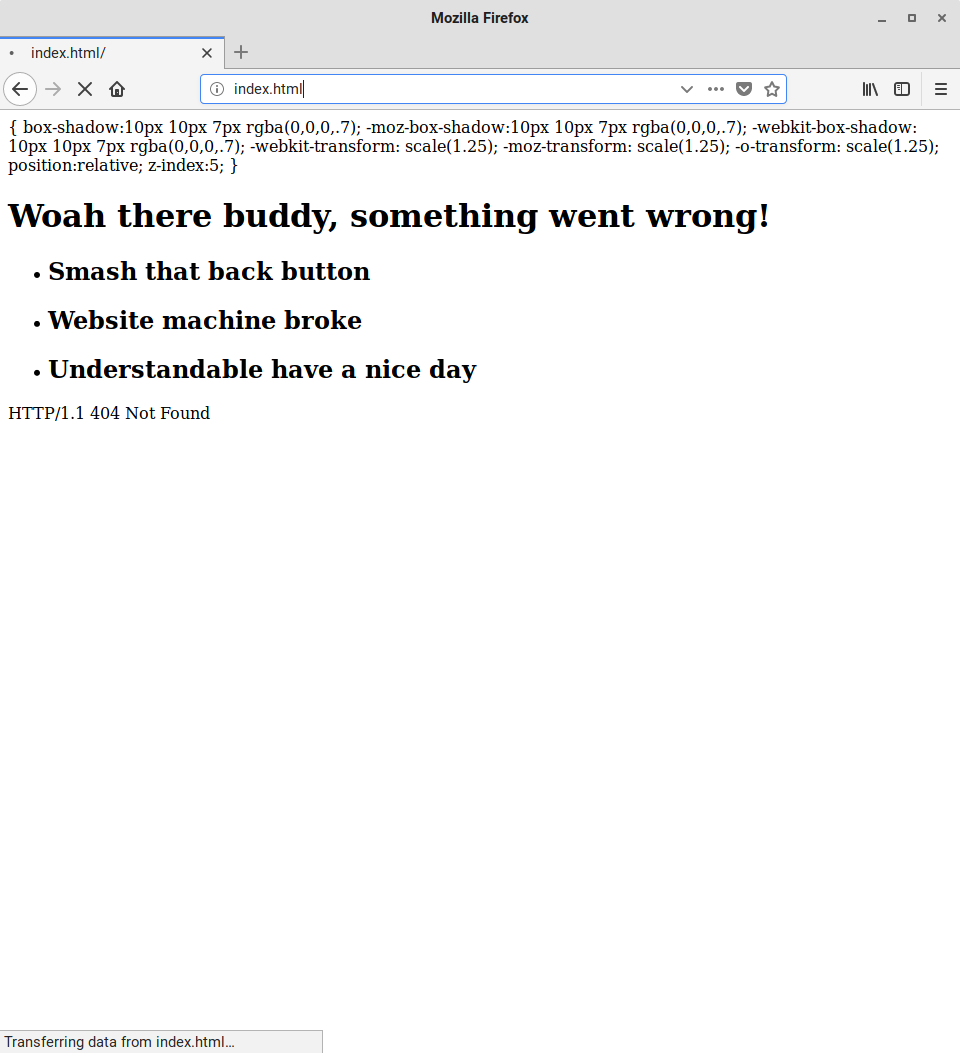 Mozilla Firefox
index.html/
index.html
{ box-shadow:10px 10px 7px rgba(0,0,0,.7); -moz-box-shadow:10px 10px 7px rgba(0,0,0,.7); -webkit-box-shadow:
10px 10px 7px rgba(0,0,0,.7); -webkit-transform: scale(1.25); -moz-transform: scale(1.25); -o-transform: scale(1.25);
position:relative; z-index:5; }
Woah there buddy, something went wrong!
• Smash that back button
• Website machine broke
• Understandable have a nice day
HTTP/1.1 404 Not Found
Transferring data from index.html…